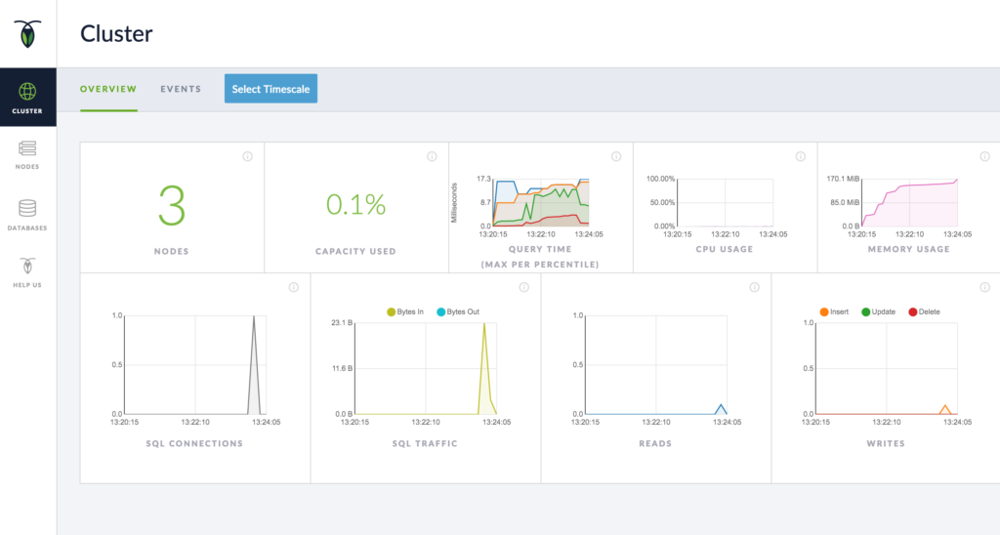 Cluster
OVERVIEW EVENTS Select Timescale
CLUSTER
NODES
DATABASES
HELP US
3
NODES
0.1%
CAPACITY USED
Milliseconds
17.3
8.7
0.0
13:20:15 13:22:10 13:24:05
QUERY TIME
(MAX PER PERCENTILE)
100.00%
50.00%
0.00%
13:20:15 13:22:10 13:24:05
CPU USAGE
170.1 MiB
85.0 MiB
0.0 B
13:20:15 13:22:10 13:24:05
MEMORY USAGE
1.0
0.5
0.0
13:20:15 13:22:10 13:24:05
SQL CONNECTIONS
Bytes In Bytes Out
23.1 B
11.6 B
0.0 B
13:20:15 13:22:10 13:24:05
SQL TRAFFIC
1.0
0.5
0.0
13:20:15 13:22:10 13:24:05
READS
Insert Update Delete
1.0
0.5
0.0
13:20:15 13:22:10 13:24:05
WRITES